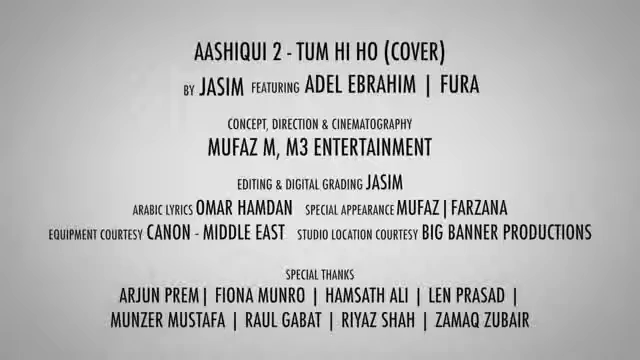 AASHIQUI 2 - TUM HI HO (COVER)
BY JASIM FEATURING ADEL EBRAHIM | FURA
CONCEPT, DIRECTION & CINEMATOGRAPHY
MUFAZ M, M3 ENTERTAINMENT
EDITING & DIGITAL GRADING JASIM
ARABIC LYRICS OMAR HAMDAN SPECIAL APPEARANCE MUFAZ | FARZANA
EQUIPMENT COURTESY CANON - MIDDLE EAST STUDIO LOCATION COURTESY BIG BANNER PRODUCTIONS
SPECIAL THANKS
ARJUN PREM | FIONA MUNRO | HAMSATH ALI | LEN PRASAD |
MUNZER MUSTAFA | RAUL GABAT | RIYAZ SHAH | ZAMAQ ZUBAIR